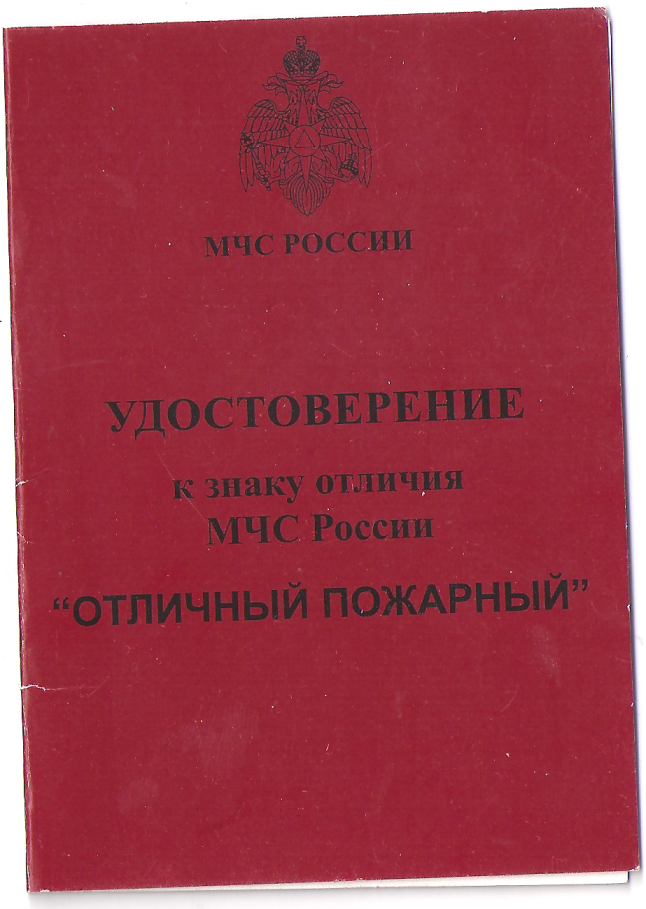 МЧС РОССИИ
УДОСТОВЕРЕНИЕ
к знаку отличия
МЧС России
“ОТЛИЧНЫЙ ПОЖАРНЫЙ”